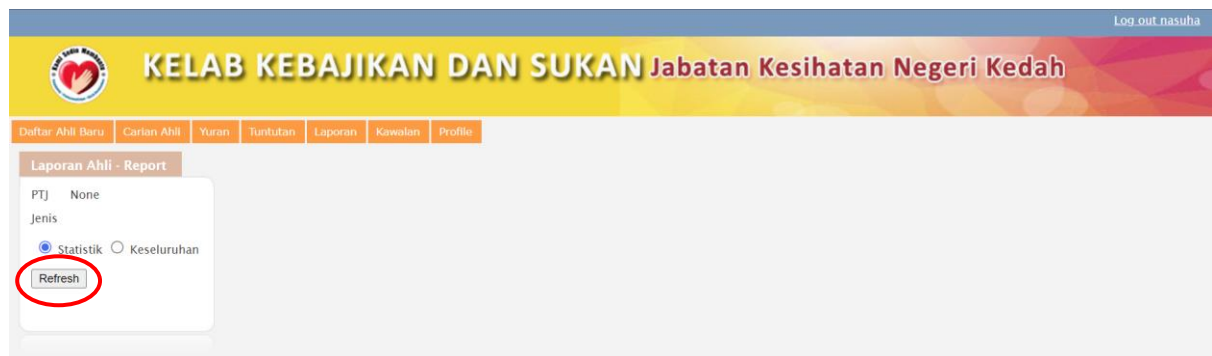 Log out nasuha
KELAB KEBAJIKAN DAN SUKAN Jabatan Kesihatan Negeri Kedah
Daftar Ahli Baru Carian Ahli Yuran Tuntutan Laporan Kawalan Profile
Laporan Ahli - Report
PTJ None
Jenis
Statistik Keseluruhan
Refresh